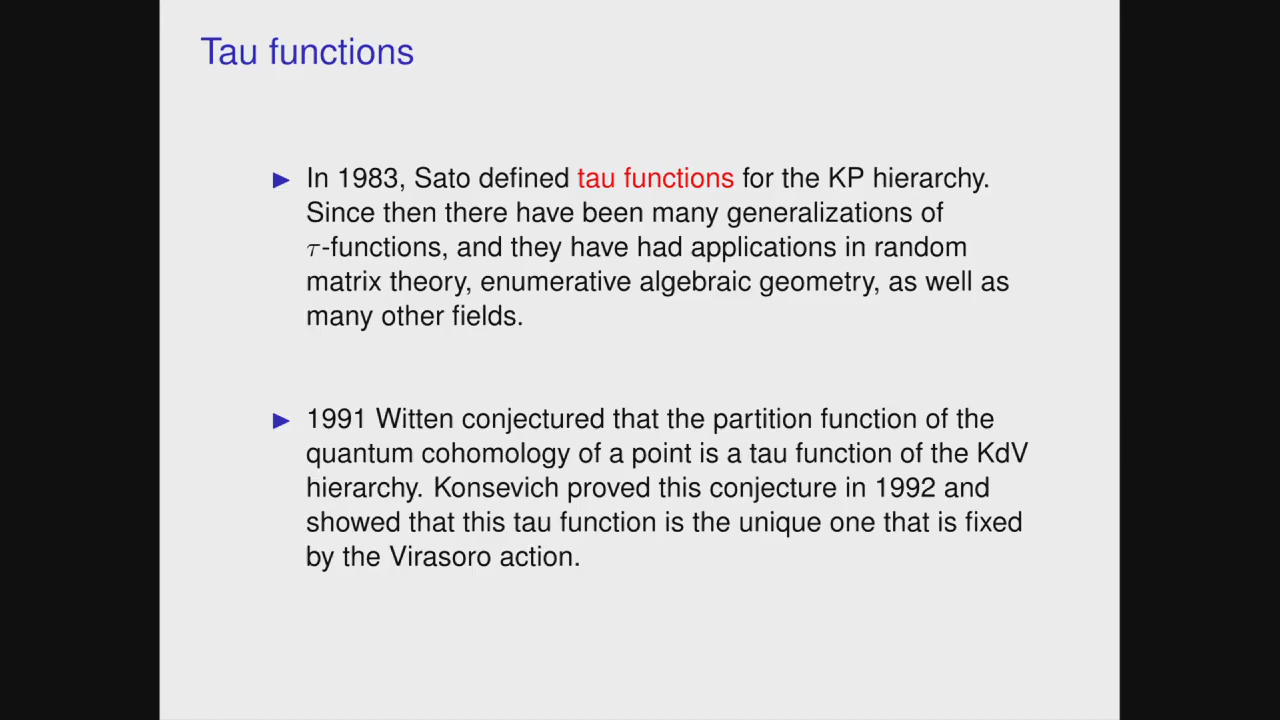 Tau functions
▶ In 1983, Sato defined tau functions for the KP hierarchy.
Since then there have been many generalizations of
τ-functions, and they have had applications in random
matrix theory, enumerative algebraic geometry, as well as
many other fields.
▶ 1991 Witten conjectured that the partition function of the
quantum cohomology of a point is a tau function of the KdV
hierarchy. Konsevich proved this conjecture in 1992 and
showed that this tau function is the unique one that is fixed
by the Virasoro action.